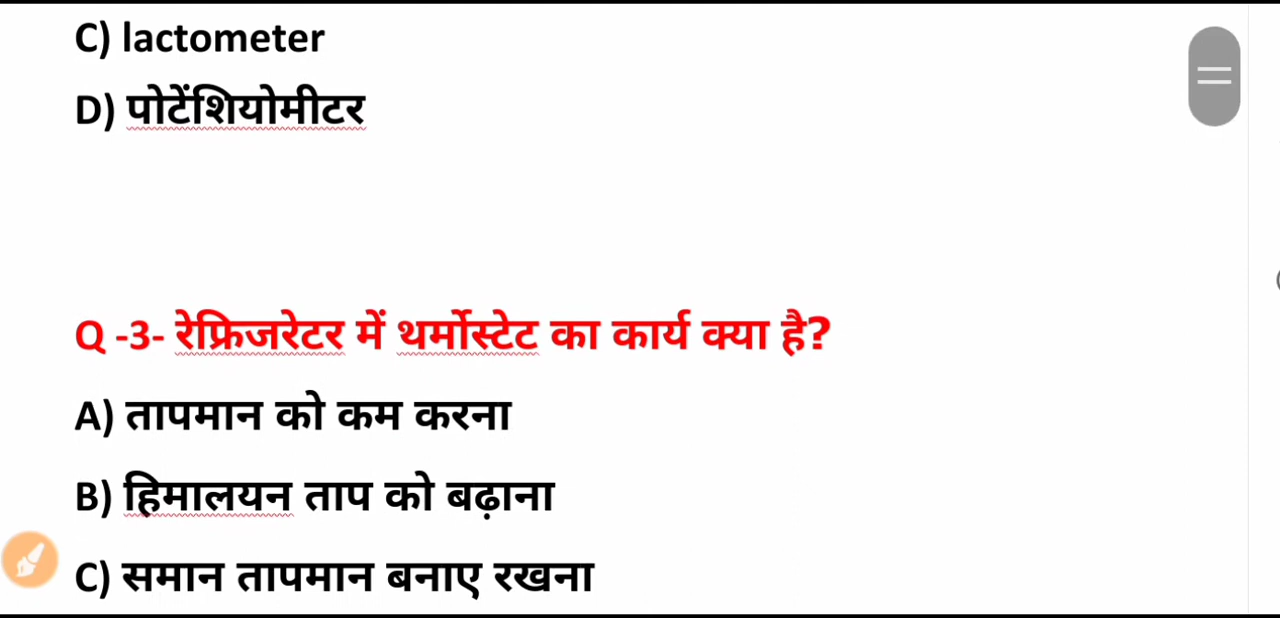 C) lactometer
D) पोटेंशियोमीटर
Q -3- रेफ्रिजरेटर में थर्मोस्टेट का कार्य क्या है?
A) तापमान को कम करना
B) हिमालयन ताप को बढ़ाना
C) समान तापमान बनाए रखना